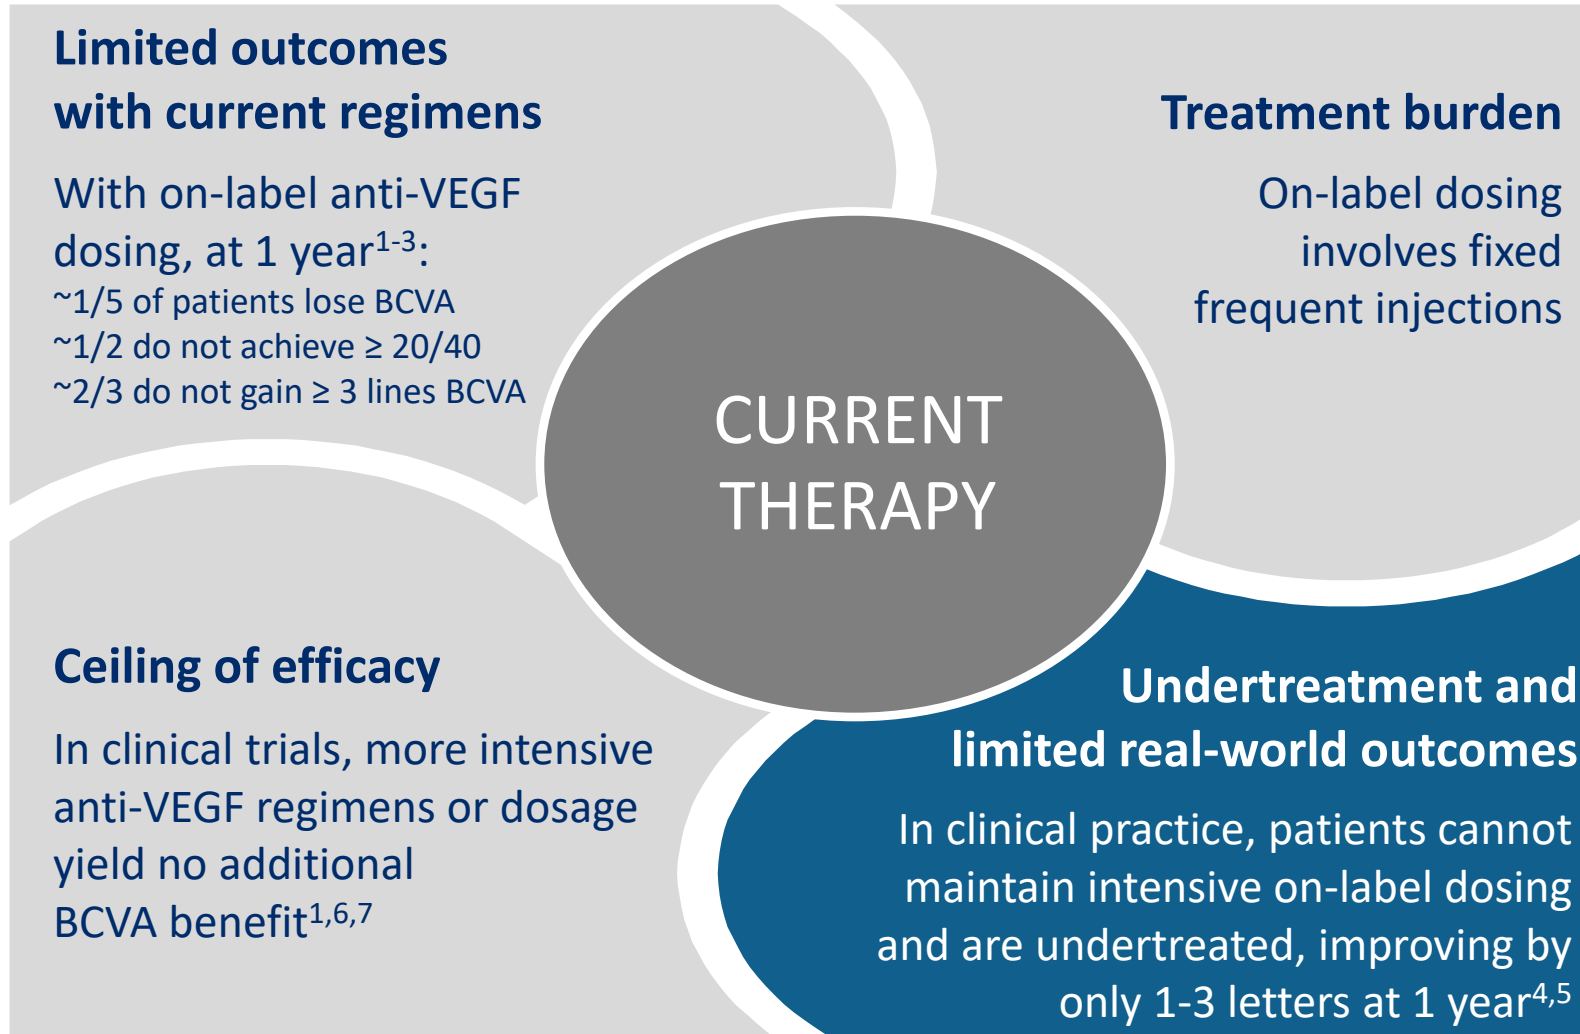 Limited outcomes
with current regimens
With on-label anti-VEGF
dosing, at 1 year1-3:
~1/5 of patients lose BCVA
~1/2 do not achieve ≥ 20/40
~2/3 do not gain ≥ 3 lines BCVA
Treatment burden
On-label dosing
involves fixed
frequent injections
CURRENT
THERAPY
Ceiling of efficacy
In clinical trials, more intensive
anti-VEGF regimens or dosage
yield no additional
BCVA benefit1,6,7
Undertreatment and
limited real-world outcomes
In clinical practice, patients cannot
maintain intensive on-label dosing
and are undertreated, improving by
only 1-3 letters at 1 year4,5